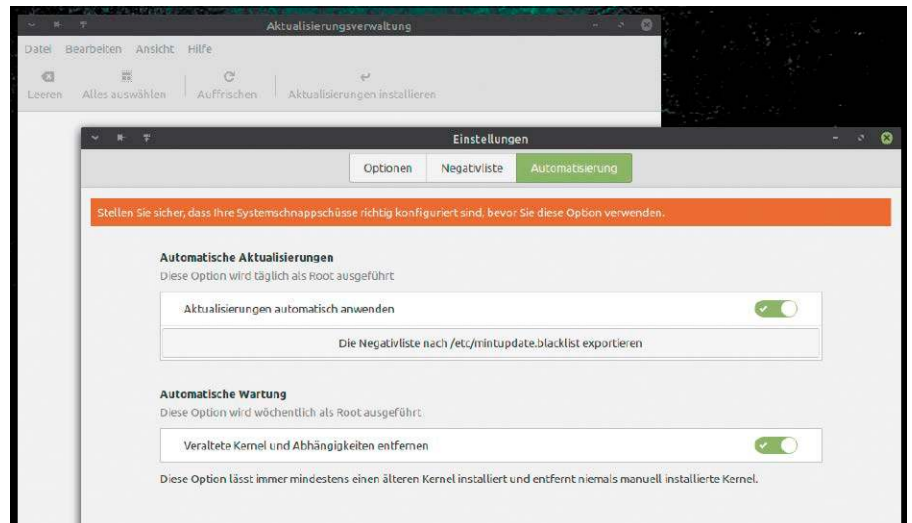 Aktualisierungsverwaltung
Datei Bearbeiten Ansicht Hilfe
Leeren Alles auswählen Auffrischen Aktualisierungen installieren
Einstellungen
Optionen Negativliste Automatisierung
Stellen Sie sicher, dass Ihre Systemschnappschüsse richtig konfiguriert sind, bevor Sie diese Option verwenden.
Automatische Aktualisierungen
Diese Option wird täglich als Root ausgeführt
Aktualisierungen automatisch anwenden
Die Negativliste nach /etc/mintupdate.blacklist exportieren
Automatische Wartung
Diese Option wird wöchentlich als Root ausgeführt
Veraltete Kernel und Abhängigkeiten entfernen
Diese Option lässt immer mindestens einen älteren Kernel installiert und entfernt niemals manuell installierte Kernel.